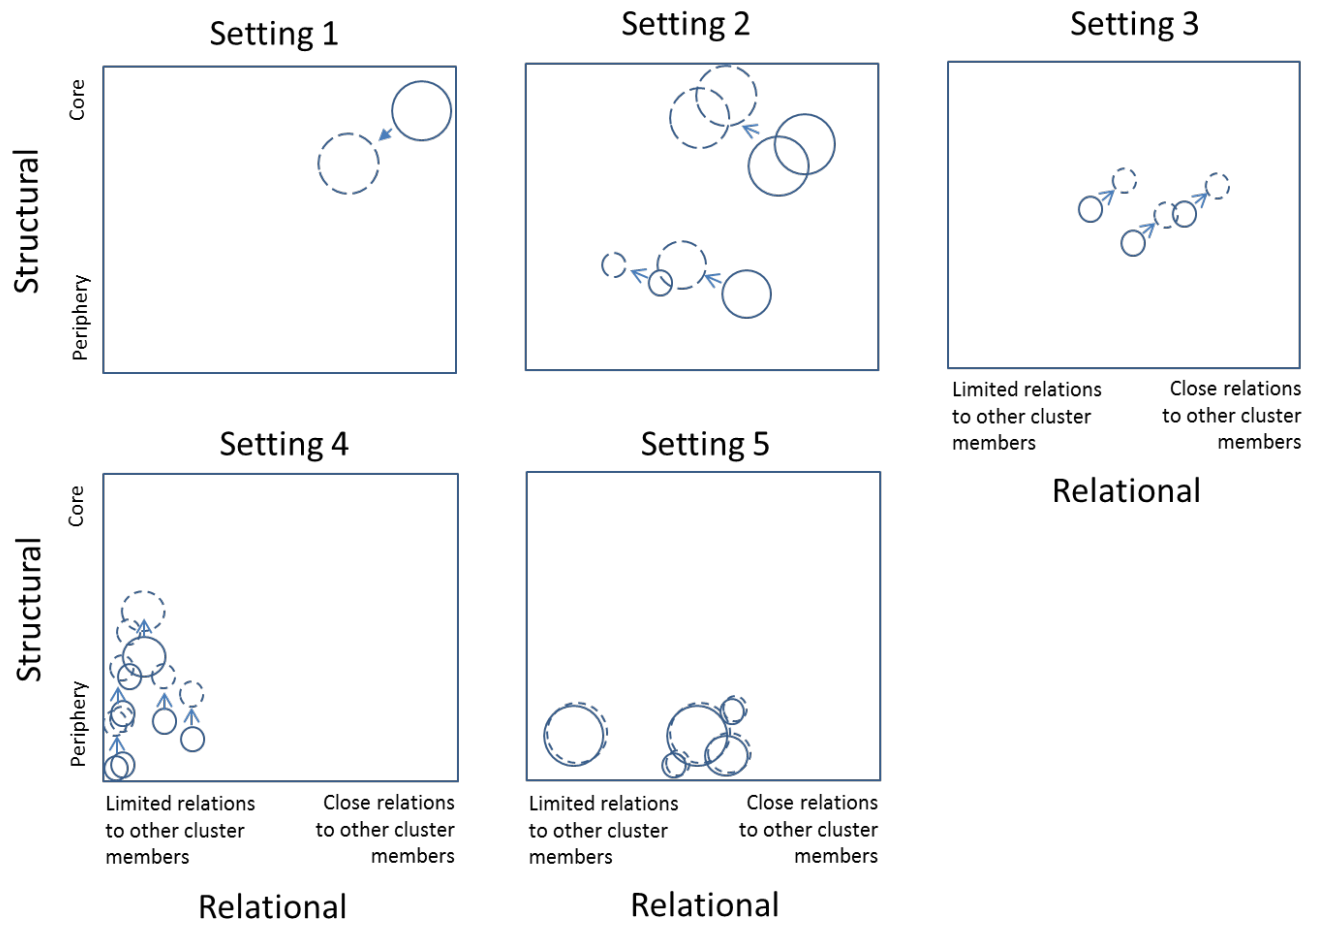 Setting 1
Setting 2
Setting 3
Structural
Core
Periphery
Limited relations
to other cluster
members
Close relations
to other cluster
members
Relational
Setting 4
Setting 5
Structural
Core
Periphery
Limited relations
to other cluster
members
Close relations
to other cluster
members
Limited relations
to other cluster
members
Close relations
to other cluster
members
Relational
Relational